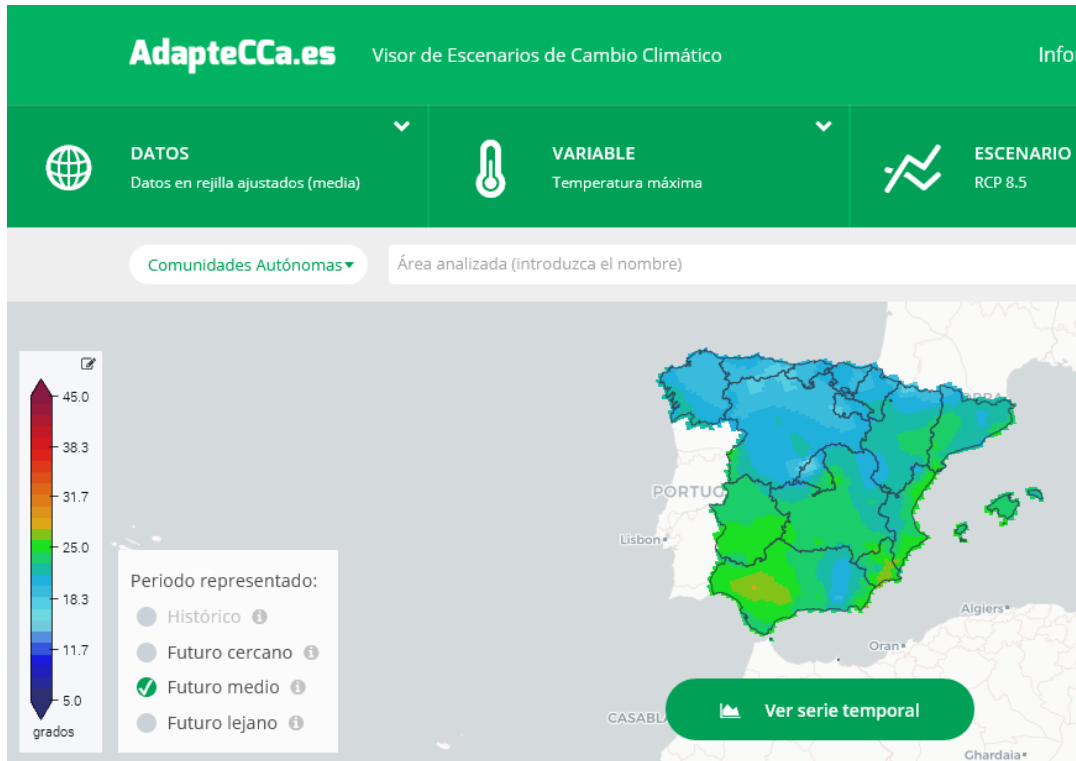 AdapteCCa.es
Visor de Escenarios de Cambio Climático
DATOS
Datos en rejilla ajustados (media)
VARIABLE
Temperatura máxima
ESCENARIO
RCP 8.5
Comunidades Autónomas
Área analizada (introduzca el nombre)
45.0
38.3
31.7
25.0
18.3
11.7
5.0
grados
Periodo representado:
Histórico
Futuro cercano
Futuro medio
Futuro lejano
Lisbon
Algiers
Oran
Ver serie temporal
Ghardaia